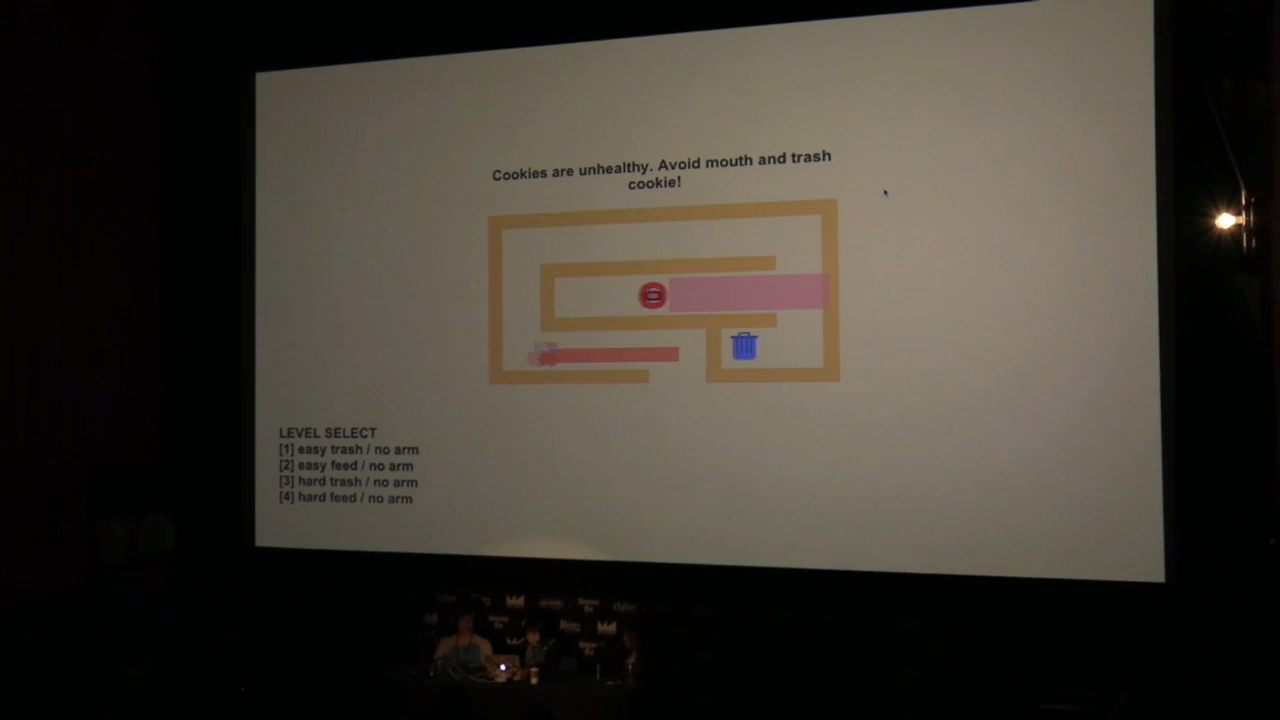 Cookies are unhealthy. Avoid mouth and trash
cookie!
LEVEL SELECT
[1] easy trash / no arm
[2] easy feed / no arm
[3] hard trash / no arm
[4] hard feed / no arm